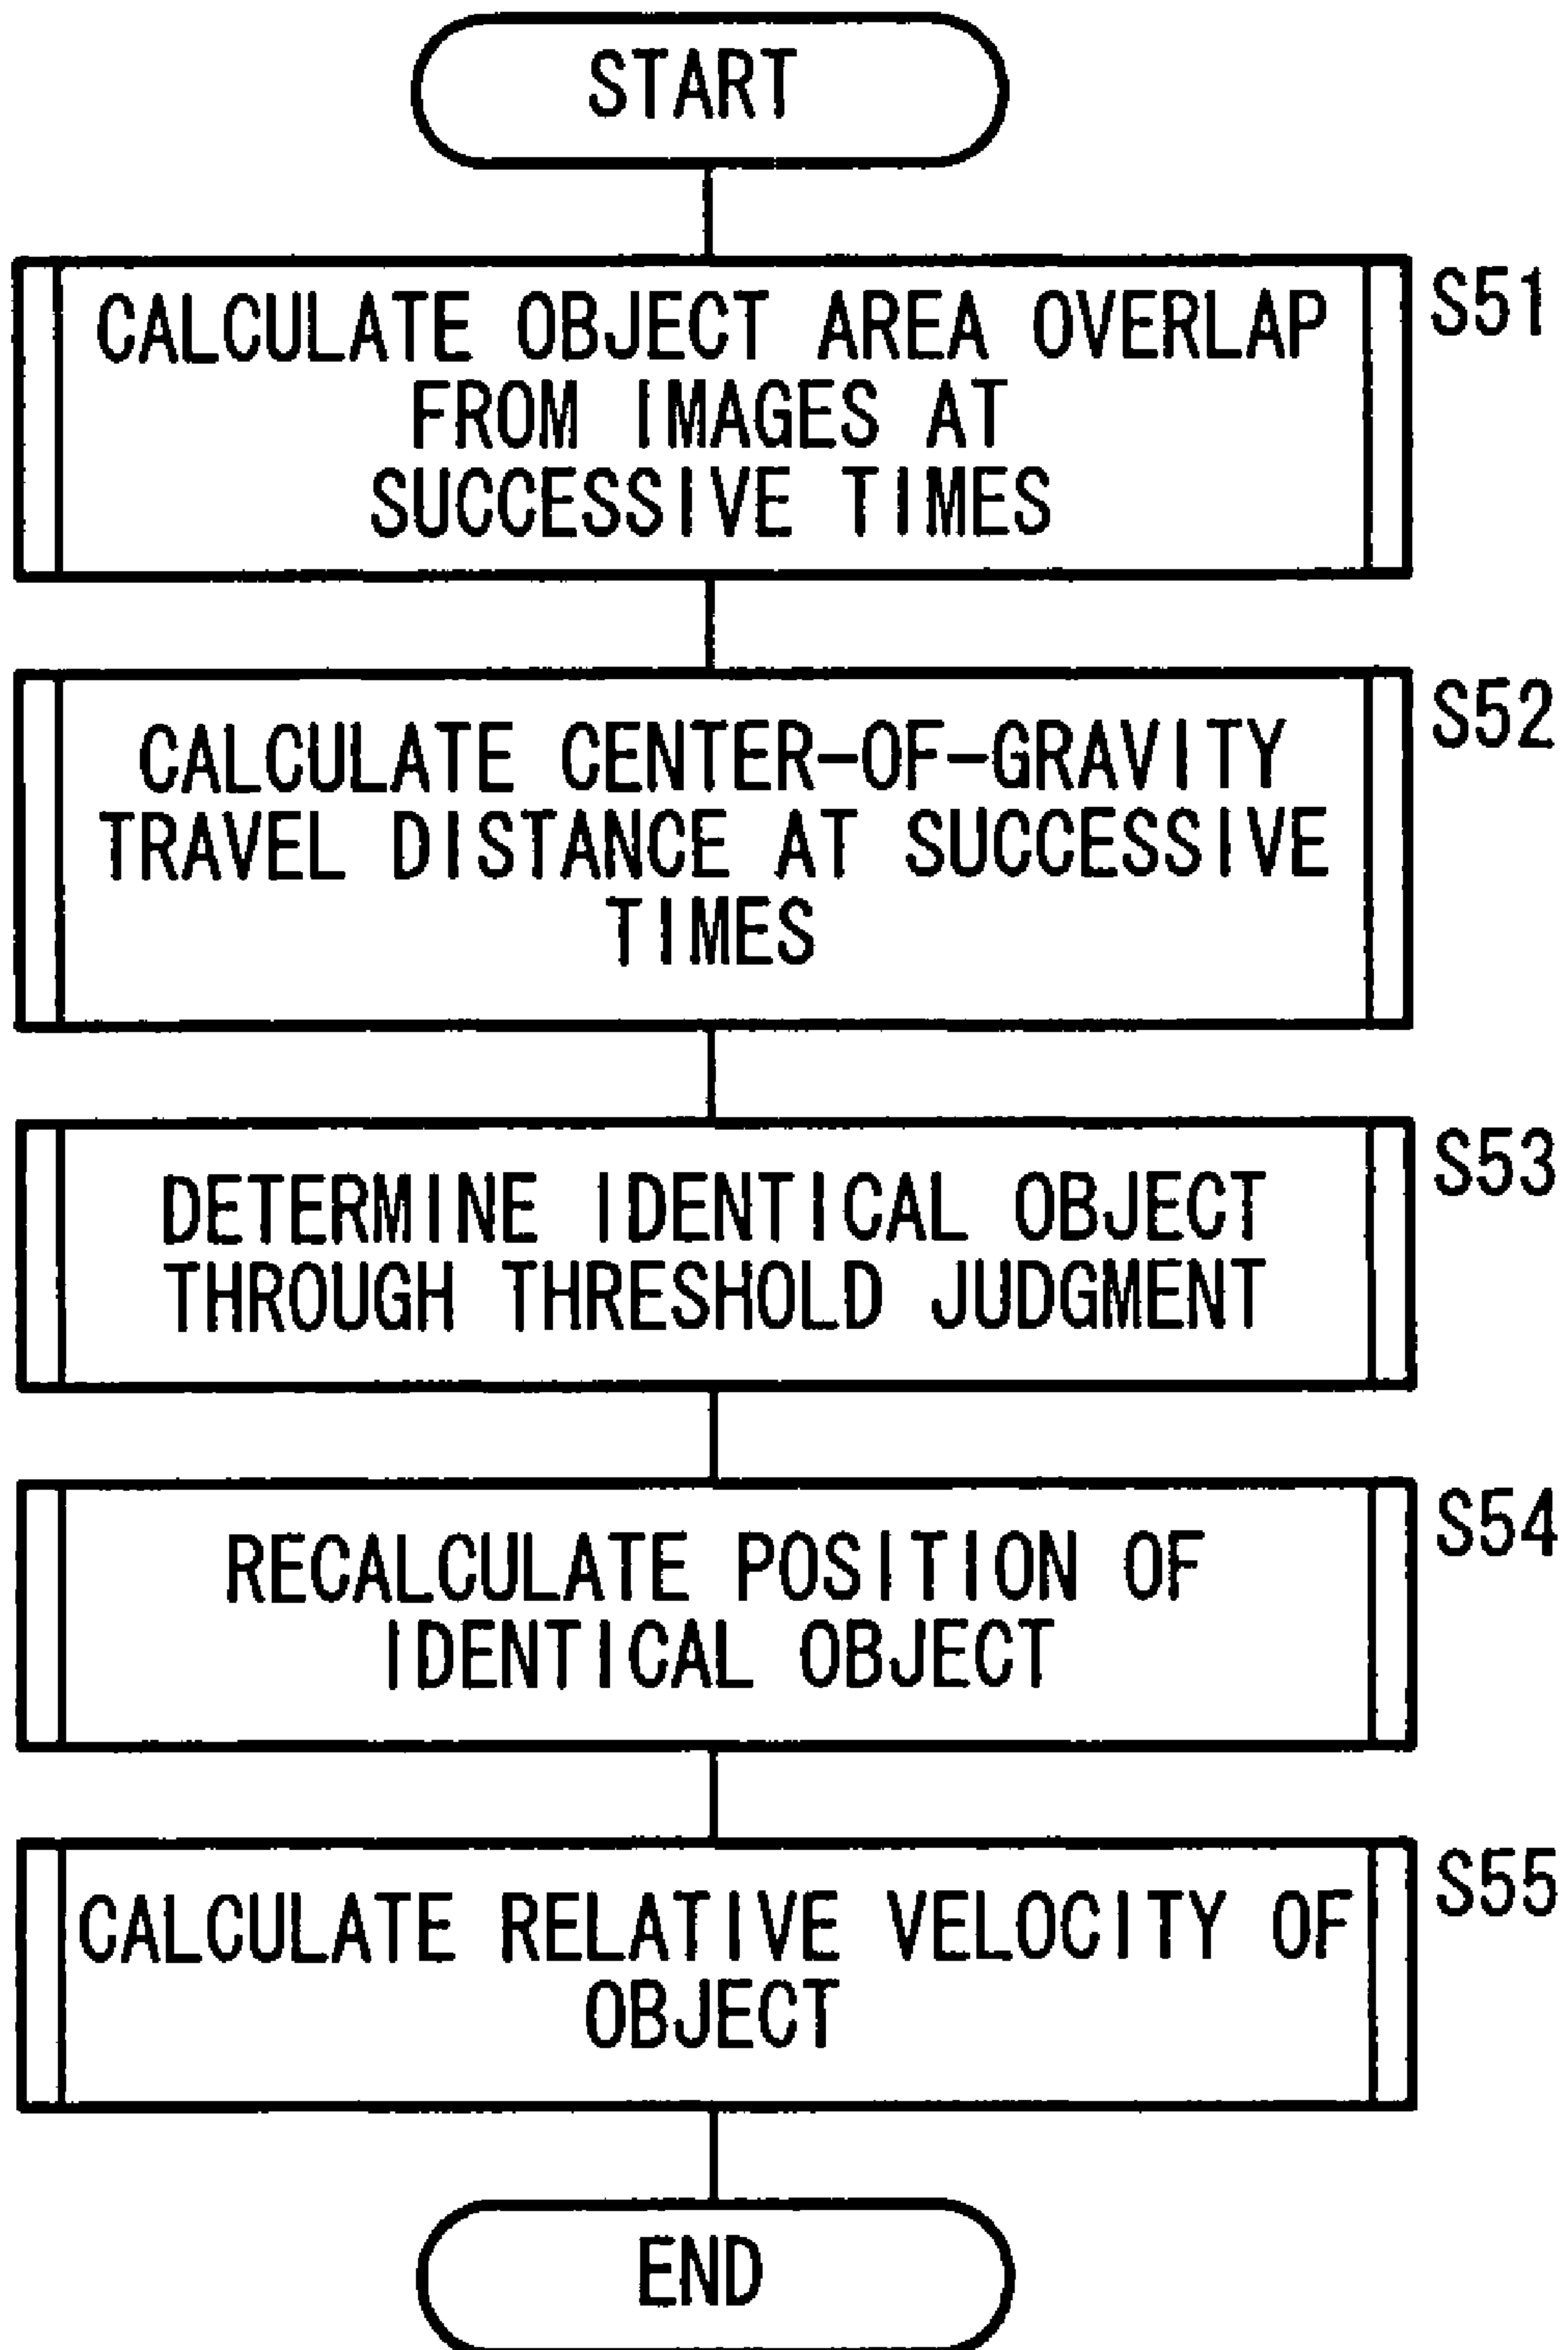 START
CALCULATE OBJECT AREA OVERLAP
FROM IMAGES AT
SUCCESSIVE TIMES
S51
CALCULATE CENTER-OF-GRAVITY
TRAVEL DISTANCE AT SUCCESSIVE
TIMES
S52
DETERMINE IDENTICAL OBJECT
THROUGH THRESHOLD JUDGMENT
S53
RECALCULATE POSITION OF
IDENTICAL OBJECT
S54
CALCULATE RELATIVE VELOCITY OF
OBJECT
S55
END